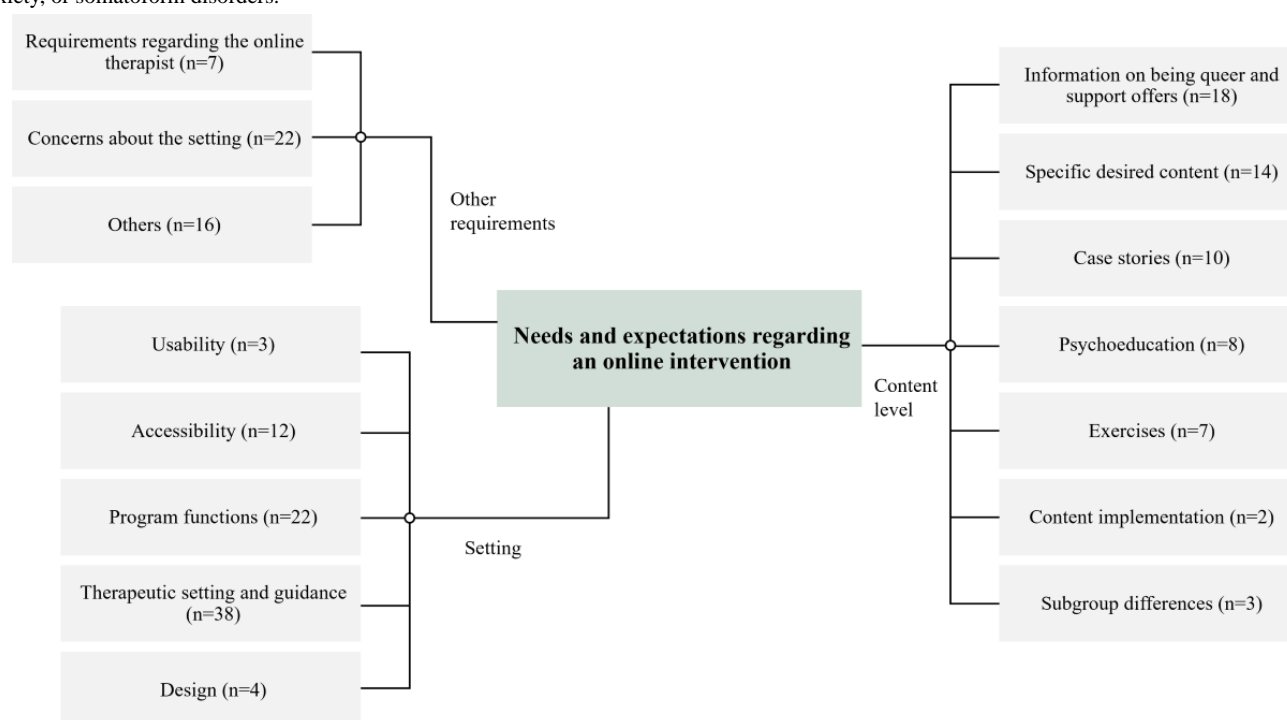 or somatoform disorders.
Requirements regarding the online
therapist (n=7)
Concerns about the setting (n=22)
Others (n=16)
Other
requirements
Usability (n=3)
Accessibility (n=12)
Program functions (n=22)
Therapeutic setting and guidance
(n=38)
Design (n=4)
Setting
Needs and expectations regarding
an online intervention
Content
level
Information on being queer and
support offers (n=18)
Specific desired content (n=14)
Case stories (n=10)
Psychoeducation (n=8)
Exercises (n=7)
Content implementation (n=2)
Subgroup differences (n=3)